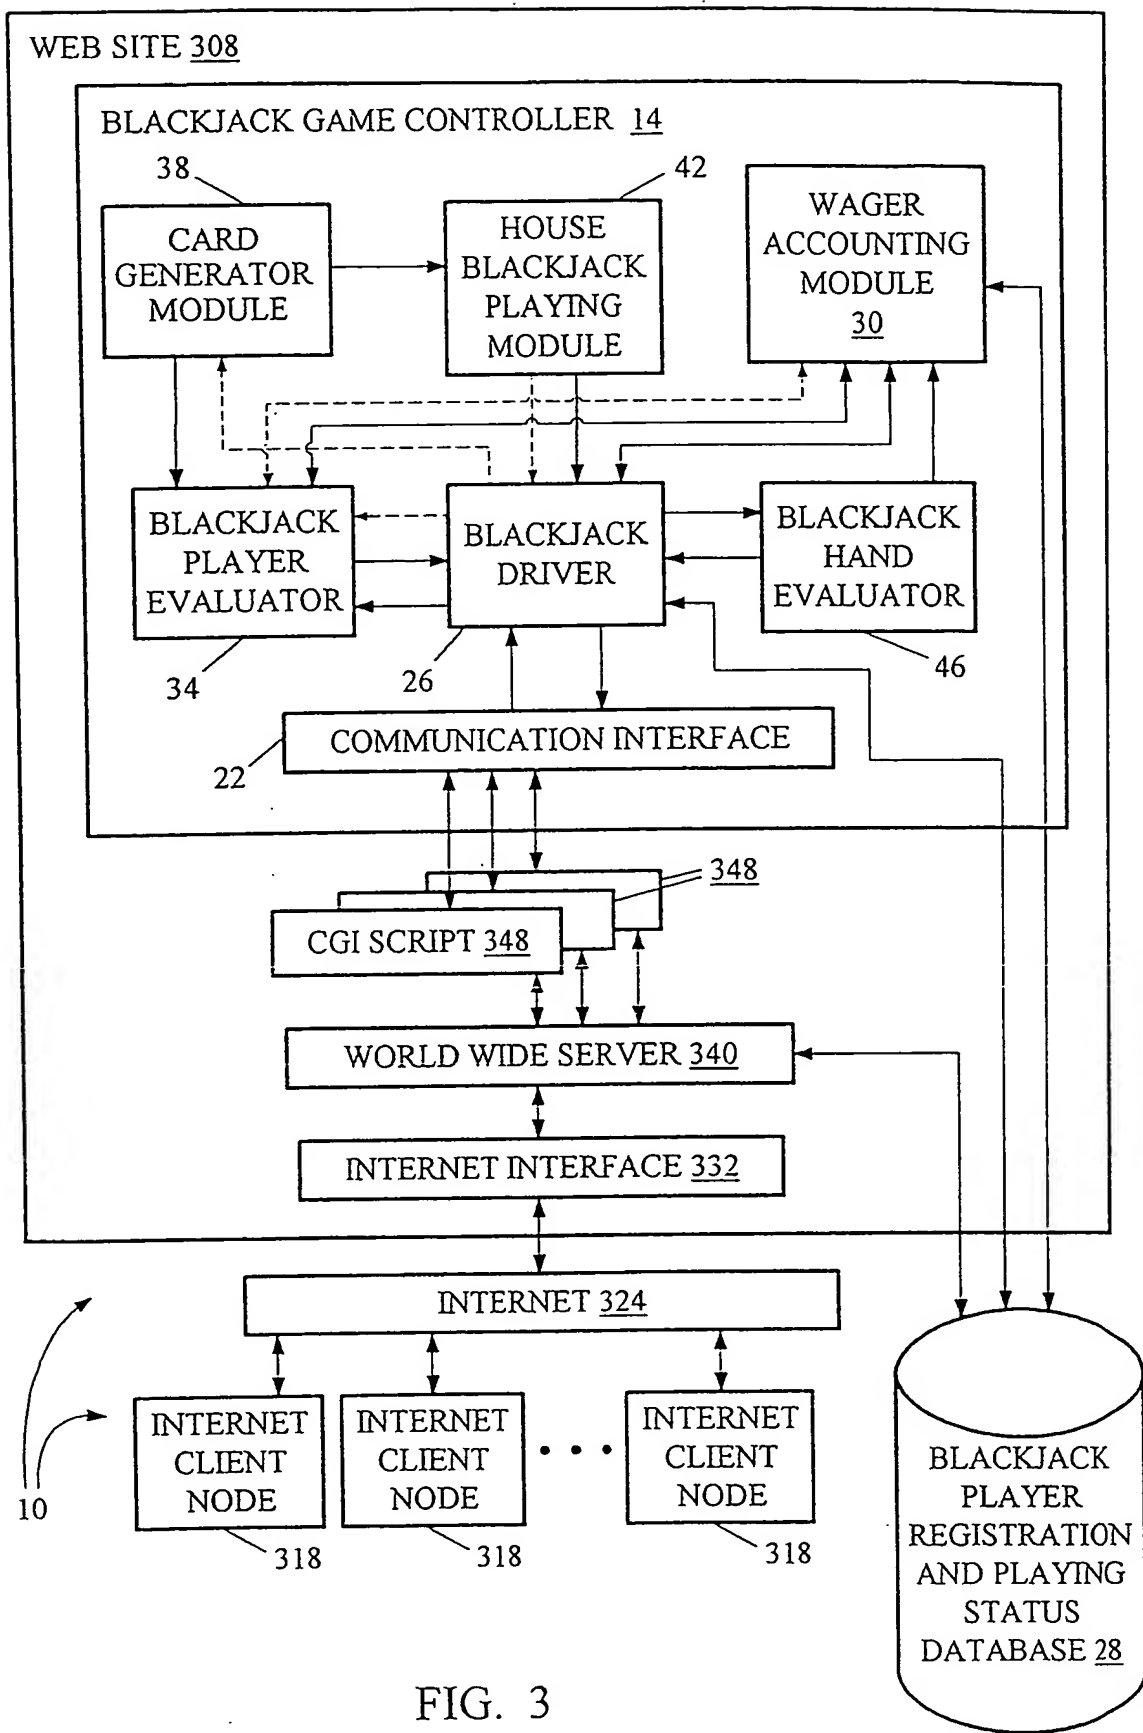 WEB SITE 308
BLACKJACK GAME CONTROLLER 14
38
42
CARD
GENERATOR
MODULE
HOUSE
BLACKJACK
PLAYING
MODULE
WAGER
ACCOUNTING
MODULE
30
BLACKJACK
PLAYER
EVALUATOR
BLACKJACK
DRIVER
BLACKJACK
HAND
EVALUATOR
34
26
46
COMMUNICATION INTERFACE
22
348
CGI SCRIPT 348
WORLD WIDE SERVER 340
INTERNET INTERFACE 332
INTERNET 324
INTERNET
CLIENT
NODE
INTERNET
CLIENT
NODE
INTERNET
CLIENT
NODE
10
318
318
318
BLACKJACK
PLAYER
REGISTRATION
AND PLAYING
STATUS
DATABASE 28
FIG. 3